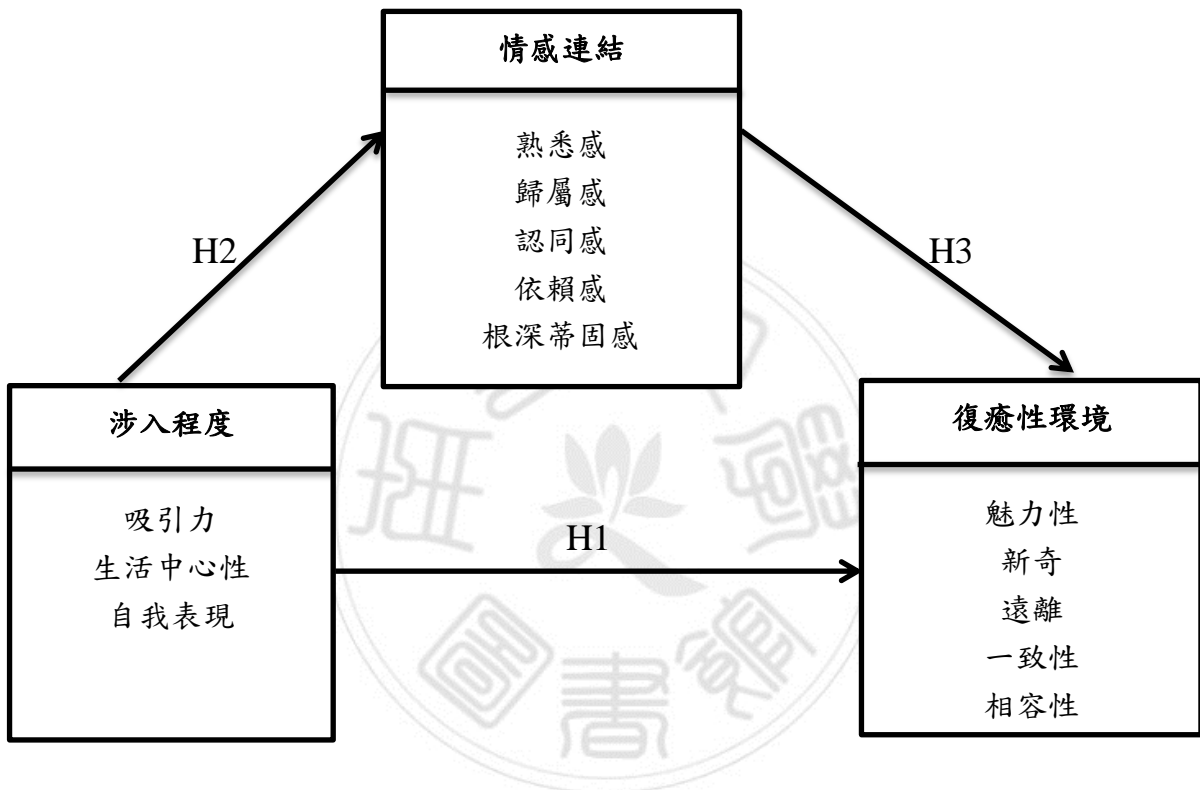 情感連結
熟悉感
歸屬感
認同感
依賴感
根深蒂固感
H2
H3
涉入程度
吸引力
生活中心性
自我表現
H1
復癒性環境
魅力性
新奇
遠離
一致性
相容性